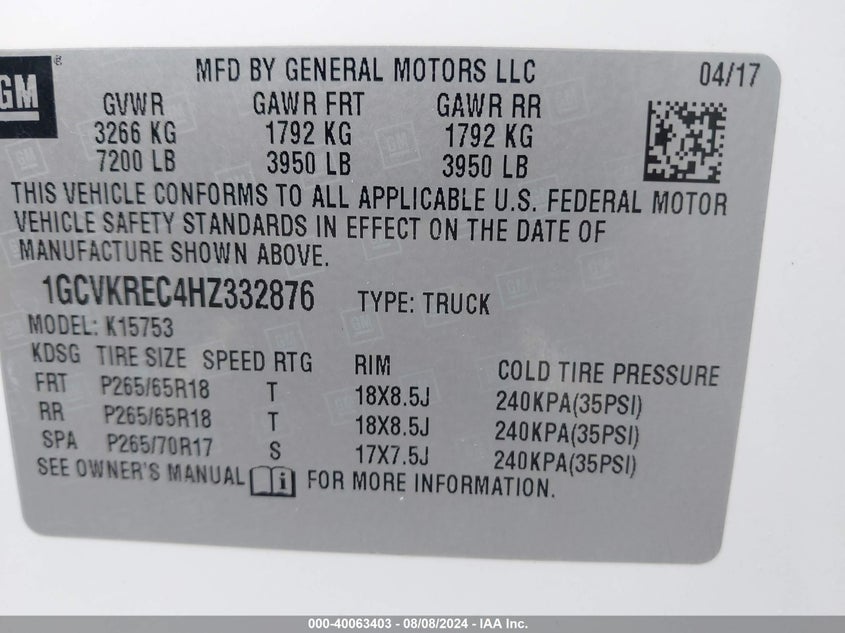 GM ®
MFD BY GENERAL MOTORS LLC 04/17
GVWR GAWR FRT GAWR RR
3266 KG 1792 KG 1792 KG
7200 LB 3950 LB 3950 LB
THIS VEHICLE CONFORMS TO ALL APPLICABLE U.S. FEDERAL MOTOR
VEHICLE SAFETY STANDARDS IN EFFECT ON THE DATE OF
MANUFACTURE SHOWN ABOVE.
1GCVKREC4HZ332876 TYPE: TRUCK
MODEL: K15753
KDSG TIRE SIZE SPEED RTG RIM COLD TIRE PRESSURE
FRT P265/65R18 T 18X8.5J 240KPA(35PSI)
RR P265/65R18 T 18X8.5J 240KPA(35PSI)
SPA P265/70R17 S 17X7.5J 240KPA(35PSI)
SEE OWNER'S MANUAL i FOR MORE INFORMATION.
000-40063403 - 08/08/2024 - IAA Inc.